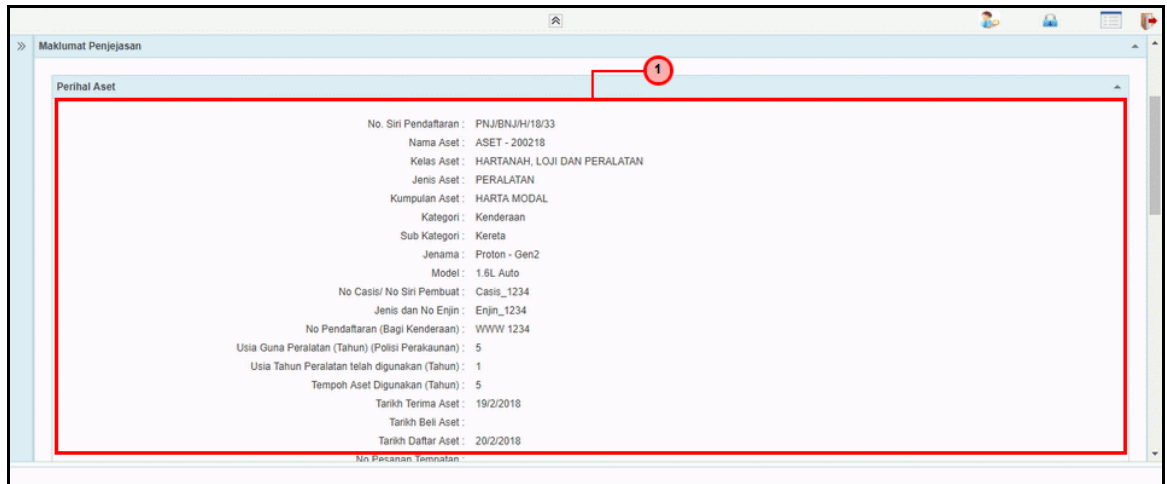 Maklumat Penjejasan
1
Perihal Aset
No. Siri Pendaftaran : PNJ/BNJ/H/18/33
Nama Aset : ASET - 200218
Kelas Aset : HARTANAH, LOJI DAN PERALATAN
Jenis Aset : PERALATAN
Kumpulan Aset : HARTA MODAL
Kategori : Kenderaan
Sub Kategori : Kereta
Jenama : Proton - Gen2
Model : 1.6L Auto
No Casis/ No Siri Pembuat : Casis_1234
Jenis dan No Enjin : Enjin_1234
No Pendaftaran (Bagi Kenderaan) : WWW 1234
Usia Guna Peralatan (Tahun) (Polisi Perakaunan) : 5
Usia Tahun Peralatan telah digunakan (Tahun) : 1
Tempoh Aset Digunakan (Tahun) : 5
Tarikh Terima Aset : 19/2/2018
Tarikh Beli Aset :
Tarikh Daftar Aset : 20/2/2018
No Pesanan Tempatan :